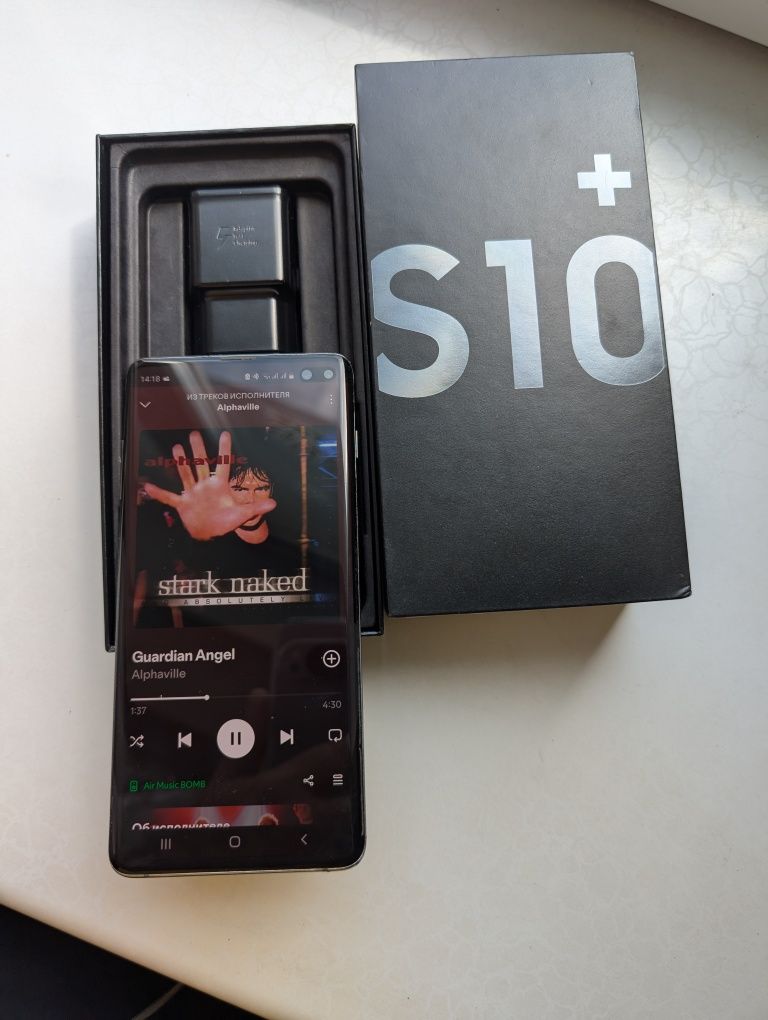 +
S10
14:18
ИЗ ТРЕКОВ ИСПОЛНИТЕЛЯ
Alphaville
alphaville
stark naked
ABSOLUTELY
Guardian Angel
Alphaville
1:37
4:30
Air Music BOMB
Об исполнителе